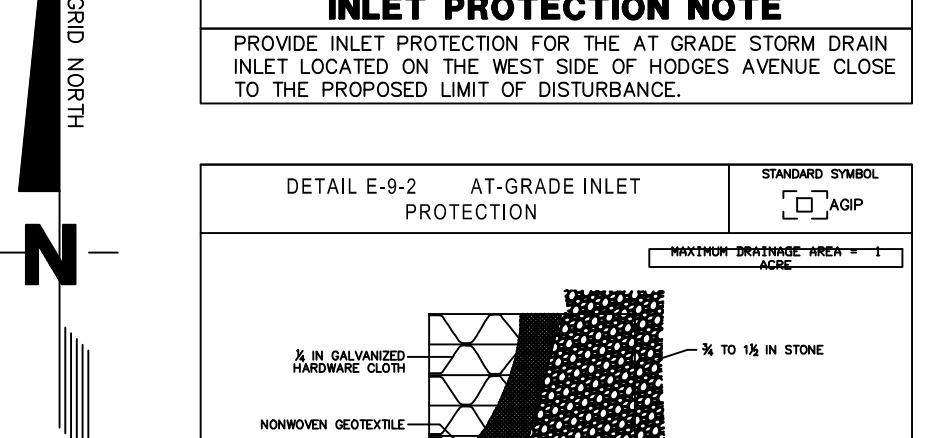 GRID NORTH
N
INLET PROTECTION NOTE
PROVIDE INLET PROTECTION FOR THE AT GRADE STORM DRAIN
INLET LOCATED ON THE WEST SIDE OF HODGES AVENUE CLOSE
TO THE PROPOSED LIMIT OF DISTURBANCE.
DETAIL E-9-2 AT-GRADE INLET
PROTECTION
STANDARD SYMBOL
AGIP
MAXIMUM DRAINAGE AREA = 1
ACRE
¼ IN GALVANIZED
HARDWARE CLOTH
¾ TO 1½ IN STONE
NONWOVEN GEOTEXTILE